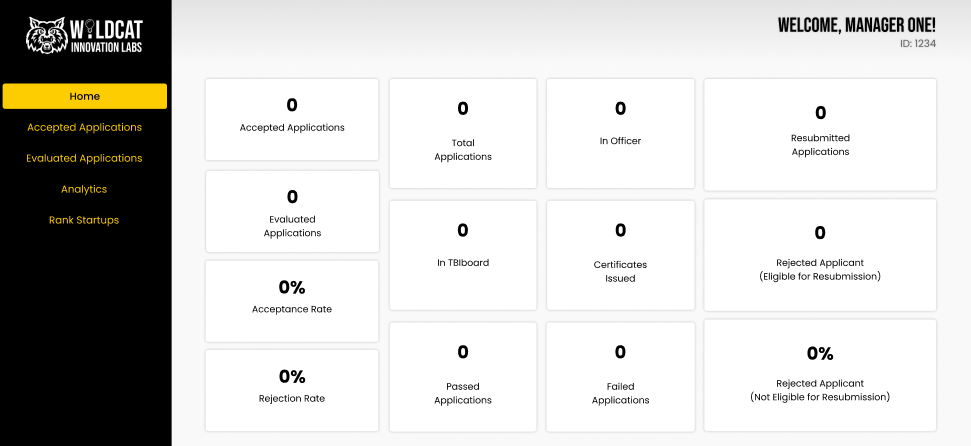 WILDCAT
INNOVATION LABS
WELCOME, MANAGER ONE!
ID: 1234
Home
Accepted Applications
Evaluated Applications
Analytics
Rank Startups
0
Accepted Applications
0
Evaluated
Applications
0%
Acceptance Rate
0%
Rejection Rate
0
Total
Applications
0
In TBIboard
0
Passed
Applications
0
In Officer
0
Certificates
Issued
0
Failed
Applications
0
Resubmitted
Applications
0
Rejected Applicant
(Eligible for Resubmission)
0%
Rejected Applicant
(Not Eligible for Resubmission)